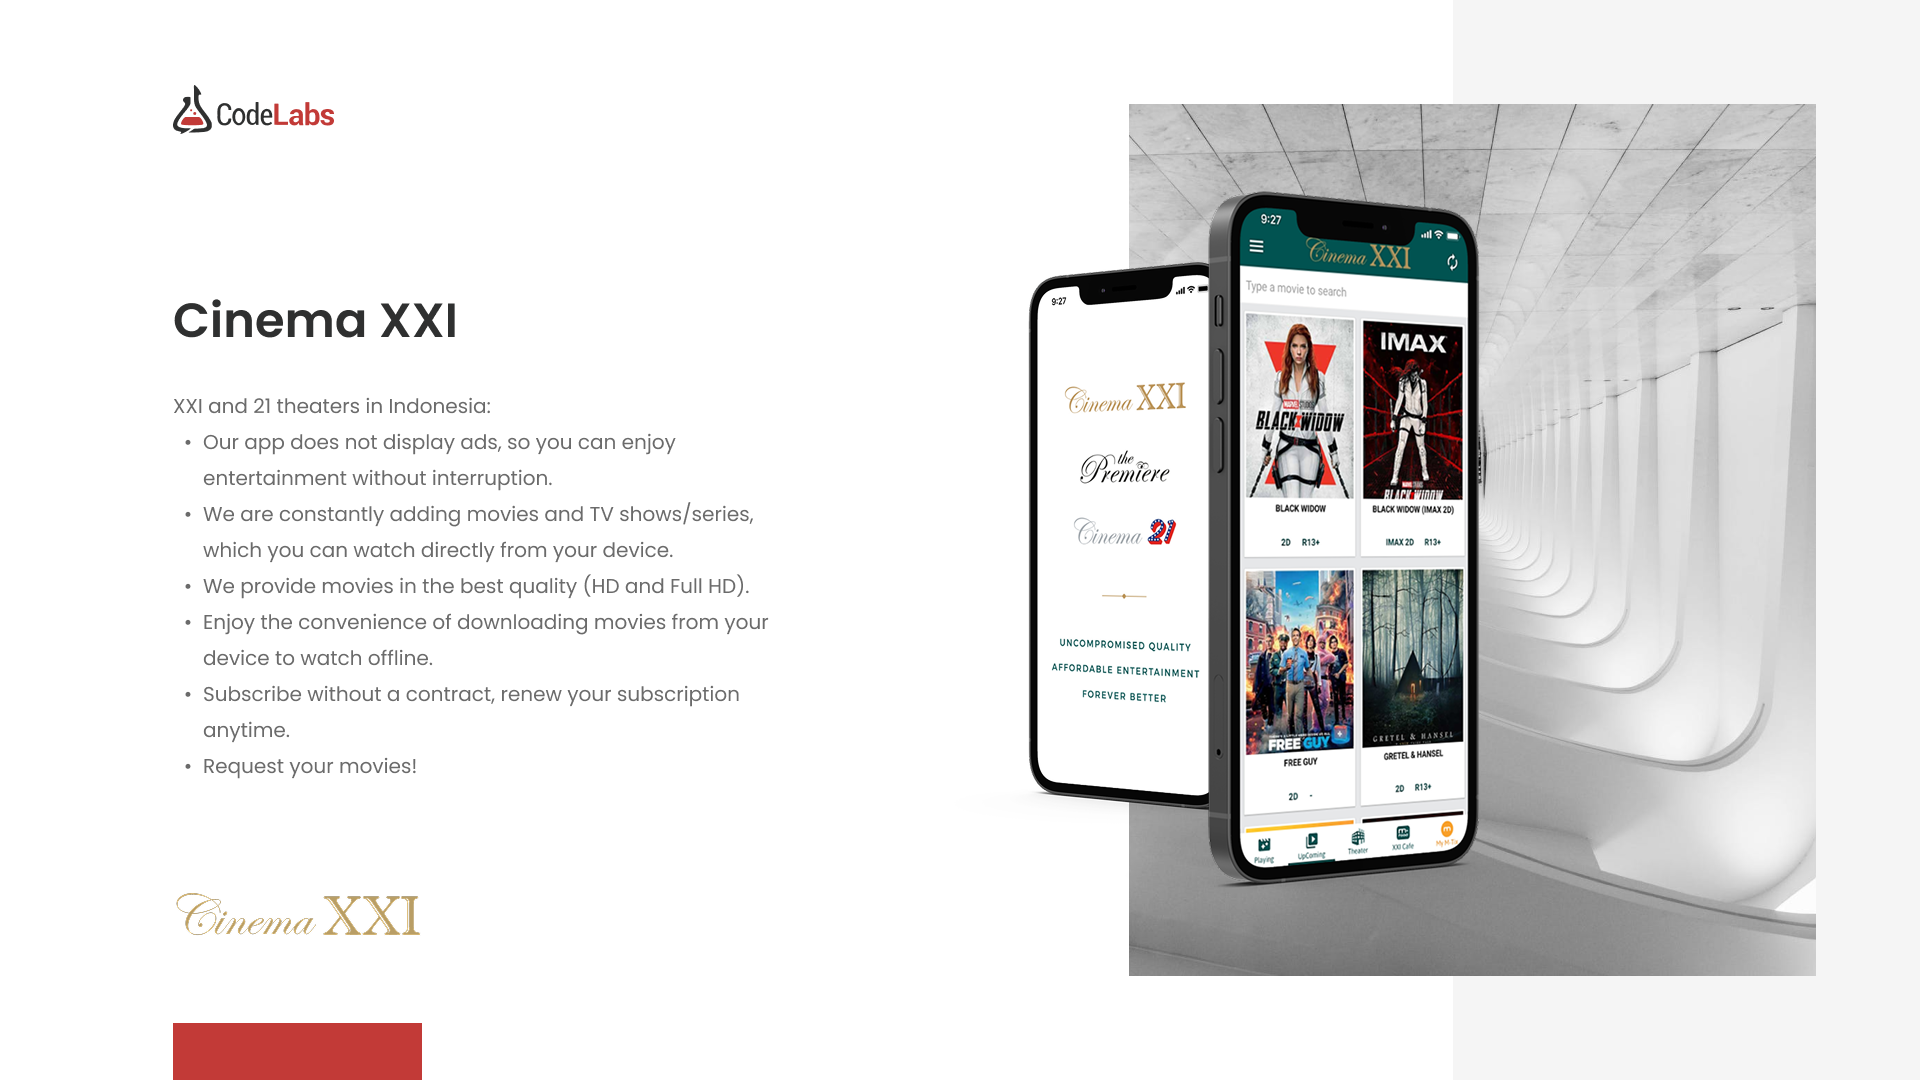 CodeLabs
Cinema XXI
XXI and 21 theaters in Indonesia:
• Our app does not display ads, so you can enjoy
entertainment without interruption.
• We are constantly adding movies and TV shows/series,
which you can watch directly from your device.
• We provide movies in the best quality (HD and Full HD).
• Enjoy the convenience of downloading movies from your
device to watch offline.
• Subscribe without a contract, renew your subscription
anytime.
• Request your movies!
Cinema XXI
9:27
Cinema XXI
the
Premiere
Cinema 21
UNCOMPROMISED QUALITY
AFFORDABLE ENTERTAINMENT
FOREVER BETTER
9:27
Cinema XXI
Type a movie to search
BLACK WIDOW
BLACK WIDOW
2D R13+
IMAX
BLACK WIDOW
BLACK WIDOW (IMAX 2D)
IMAX 2D R13+
FREE GUY
FREE GUY
2D -
GRETEL & HANSEL
GRETEL & HANSEL
2D R13+
Playing
UpComing
Theater
XXI Cafe